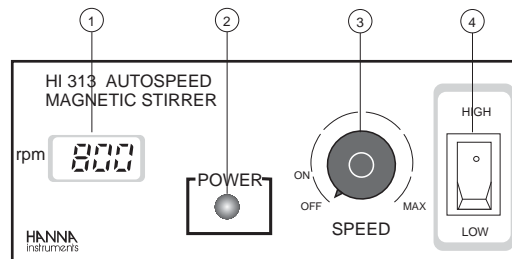 1
2
3
4
HI 313 AUTOSPEED
MAGNETIC STIRRER
rpm
800
POWER
ON
OFF
MAX
SPEED
HIGH
LOW
HANNA
instruments